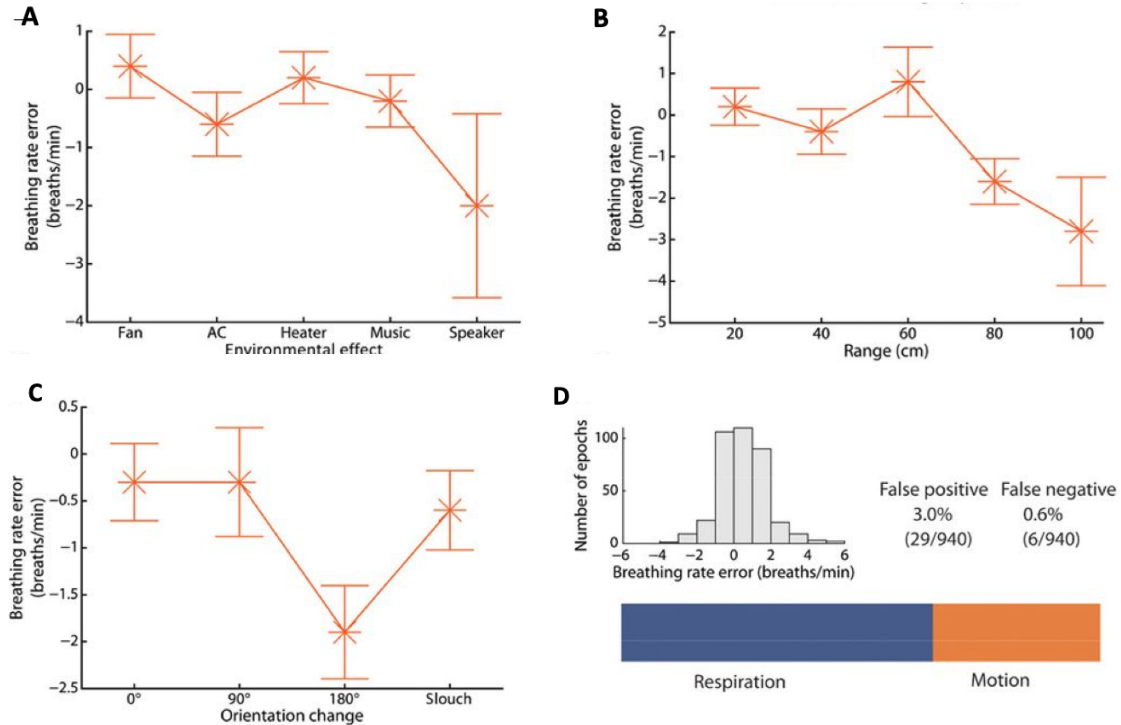 A
Breathing rate error
(breaths/min)
1
0
−1
−2
−3
−4
Fan AC Heater Music Speaker
Environmental effect
B
Breathing rate error
(breaths/min)
2
1
0
−1
−2
−3
−4
−5
20 40 60 80 100
Range (cm)
C
Breathing rate error
(breaths/min)
0.5
0
−0.5
−1
−1.5
−2
−2.5
0° 90° 180° Slouch
Orientation change
D
Number of epochs
100
50
0
−6 −4 −2 0 2 4 6
Breathing rate error (breaths/min)
False positive False negative
3.0% 0.6%
(29/940) (6/940)
Respiration Motion